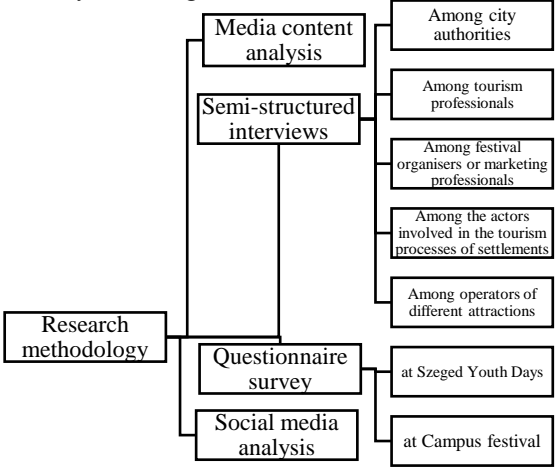 Media content
analysis
Semi-structured
interviews
Among city
authorities
Among tourism
professionals
Among festival
organisers or marketing
professionals
Among the actors
involved in the tourism
processes of settlements
Among operators of
different attractions
Research
methodology
Questionnaire
survey
at Szeged Youth Days
at Campus festival
Social media
analysis